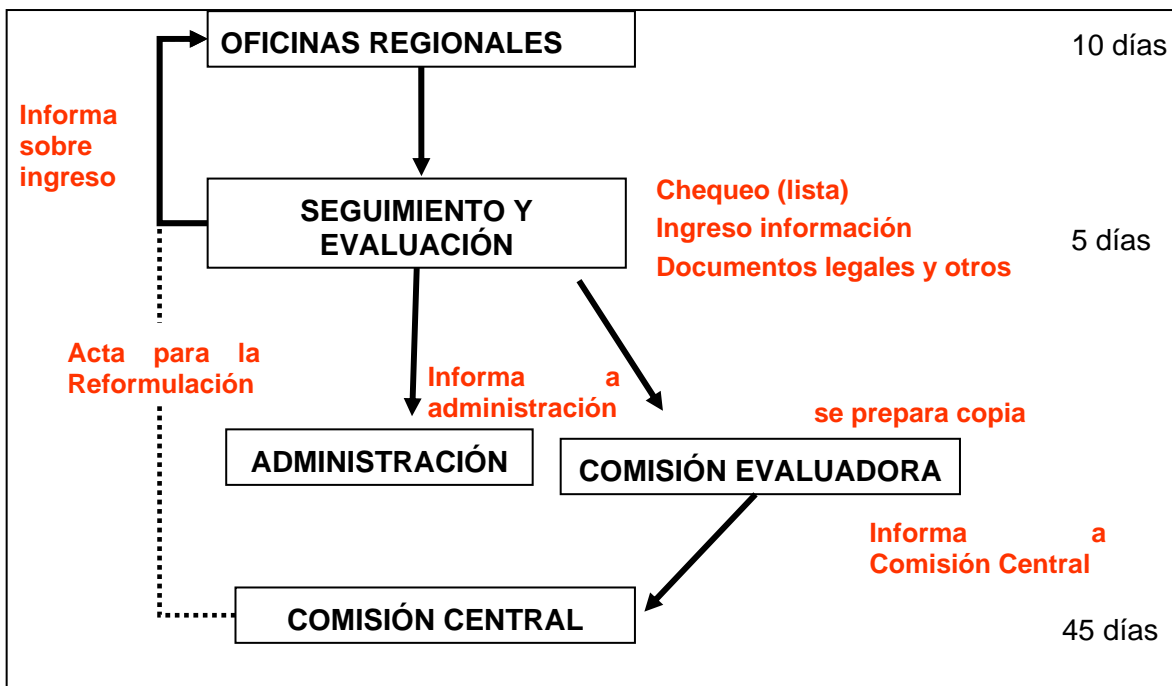 OFICINAS REGIONALES
10 días
Informa
sobre
ingreso
SEGUIMIENTO Y
EVALUACIÓN
Chequeo (lista)
Ingreso información
Documentos legales y otros
5 días
Acta para la
Reformulación
Informa a
administración
se prepara copia
ADMINISTRACIÓN
COMISIÓN EVALUADORA
Informa a
Comisión Central
COMISIÓN CENTRAL
45 días